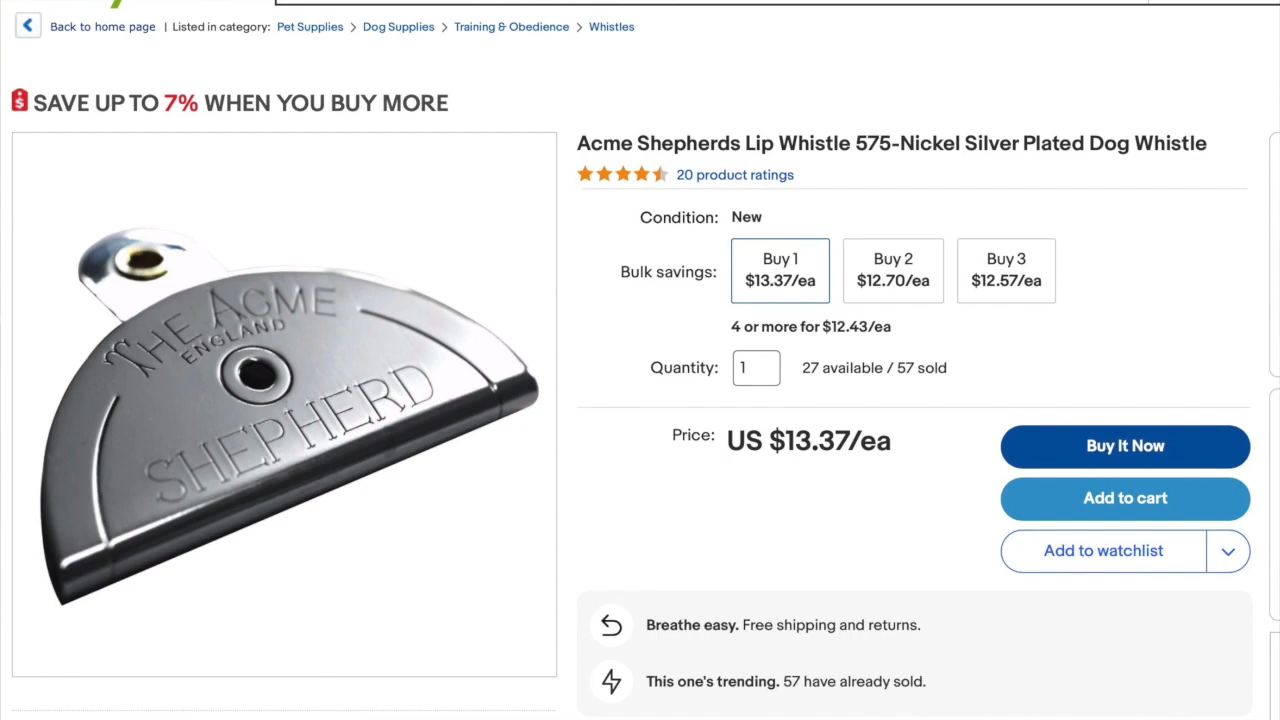 Back to home page | Listed in category: Pet Supplies > Dog Supplies > Training & Obedience > Whistles
SAVE UP TO 7% WHEN YOU BUY MORE
THE ACME
ENGLAND
SHEPHERD
Acme Shepherds Lip Whistle 575-Nickel Silver Plated Dog Whistle
20 product ratings
Condition: New
Bulk savings:
Buy 1
$13.37/ea
Buy 2
$12.70/ea
Buy 3
$12.57/ea
4 or more for $12.43/ea
Quantity: 1 27 available / 57 sold
Price: US $13.37/ea
Buy It Now
Add to cart
Add to watchlist
Breathe easy. Free shipping and returns.
This one's trending. 57 have already sold.